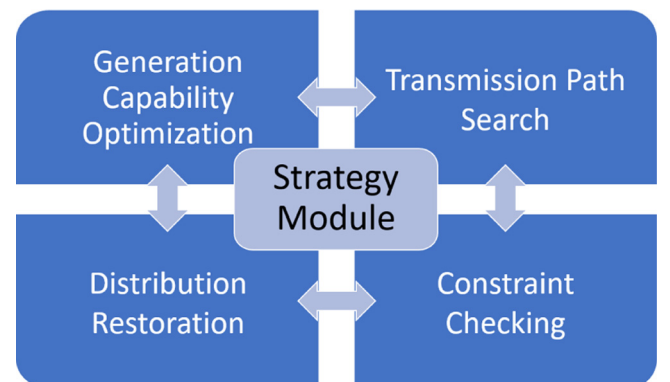 Generation
Capability
Optimization
Transmission Path
Search
Strategy
Module
Distribution
Restoration
Constraint
Checking